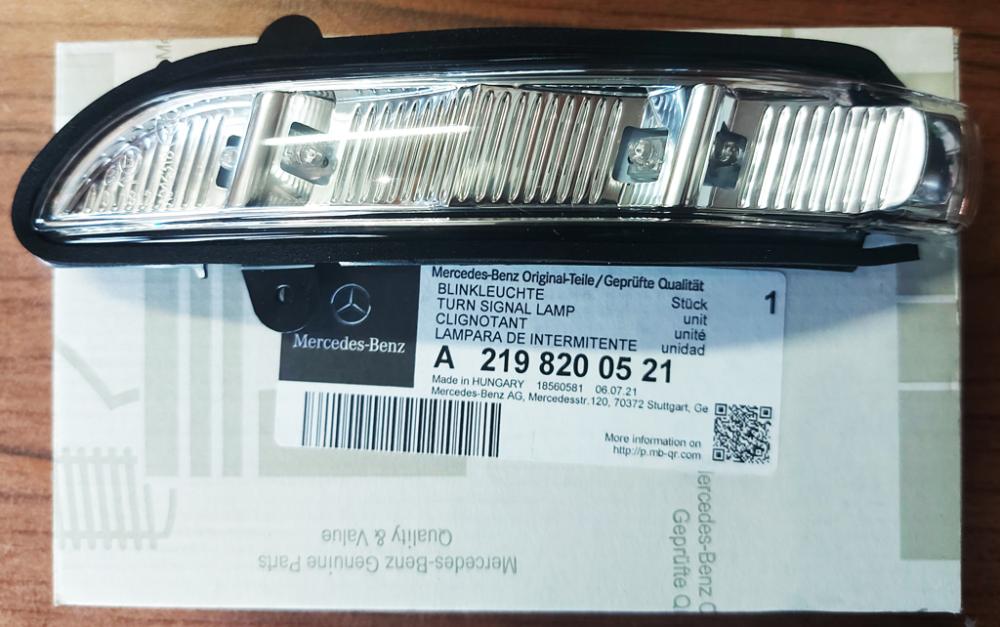 Mercedes-Benz Original-Teile/Geprüfte Qualität
BLINKLEUCHTE
TURN SIGNAL LAMP
CLIGNOTANT
LAMPARA DE INTERMITENTE
Stück
unit
unité
unidad
1
Mercedes-Benz
A 219 820 05 21
Made in HUNGARY 18560581 06.07.21
Mercedes-Benz AG, Mercedesstr.120, 70372 Stuttgart, Ge
More information on
http://p.mb-qr.com
Mercedes-Benz Genuine Parts
Quality & Value
ercedes-Benz
Geprüfte Q